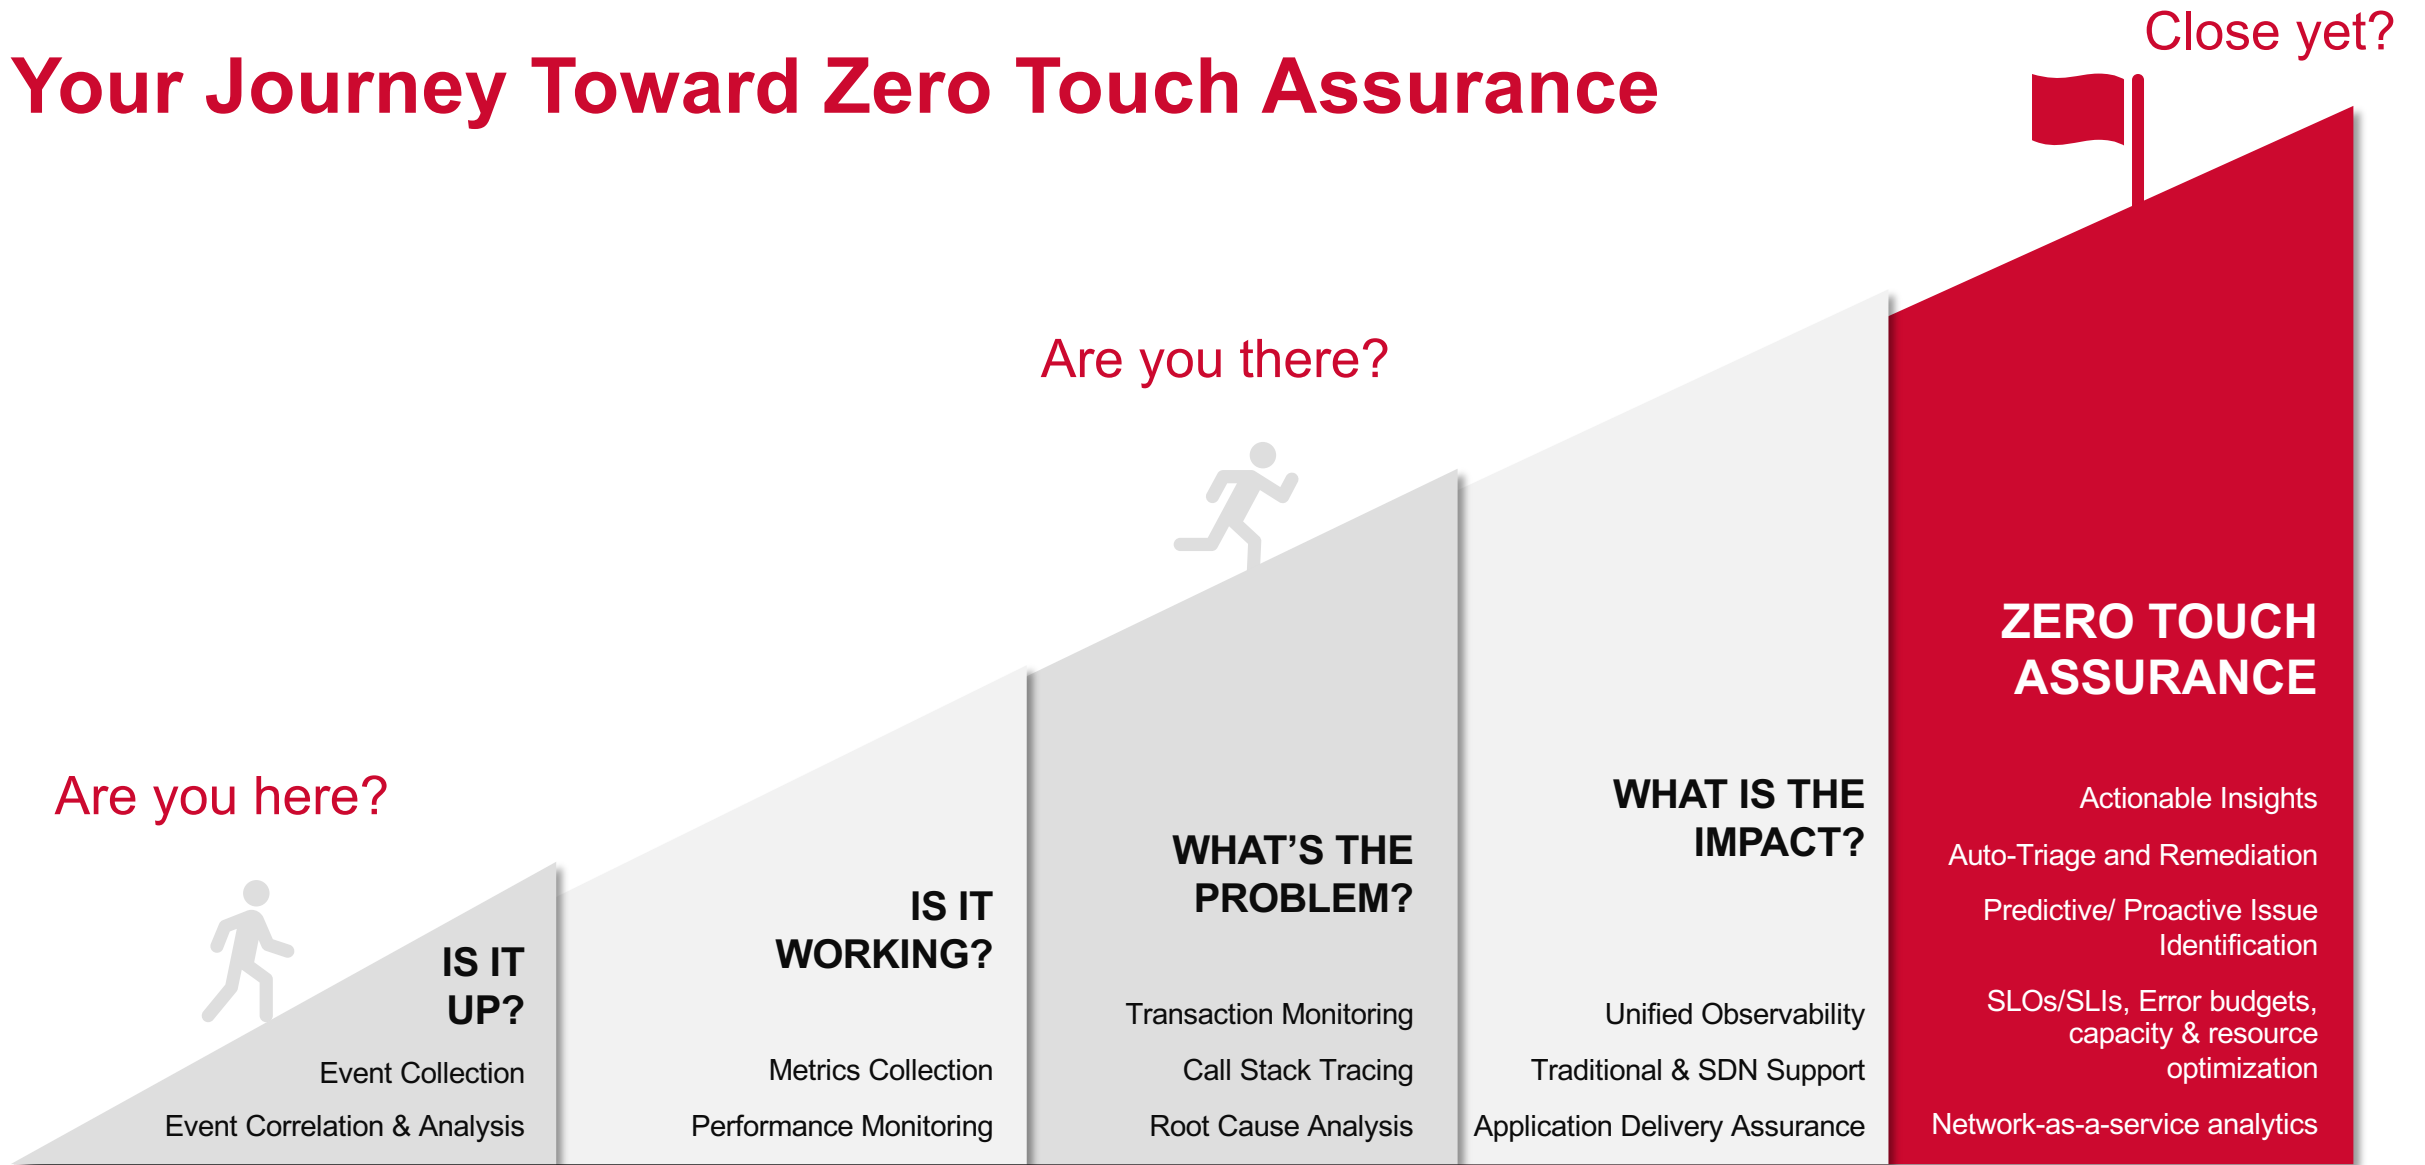 Close yet?
Your Journey Toward Zero Touch Assurance
Are you there?
Are you here?
IS IT
UP?
Event Collection
Event Correlation & Analysis
IS IT
WORKING?
Metrics Collection
Performance Monitoring
WHAT’S THE
PROBLEM?
Transaction Monitoring
Call Stack Tracing
Root Cause Analysis
WHAT IS THE
IMPACT?
Unified Observability
Traditional & SDN Support
Application Delivery Assurance
ZERO TOUCH
ASSURANCE
Actionable Insights
Auto-Triage and Remediation
Predictive/ Proactive Issue
Identification
SLOs/SLIs, Error budgets,
capacity & resource
optimization
Network-as-a-service analytics